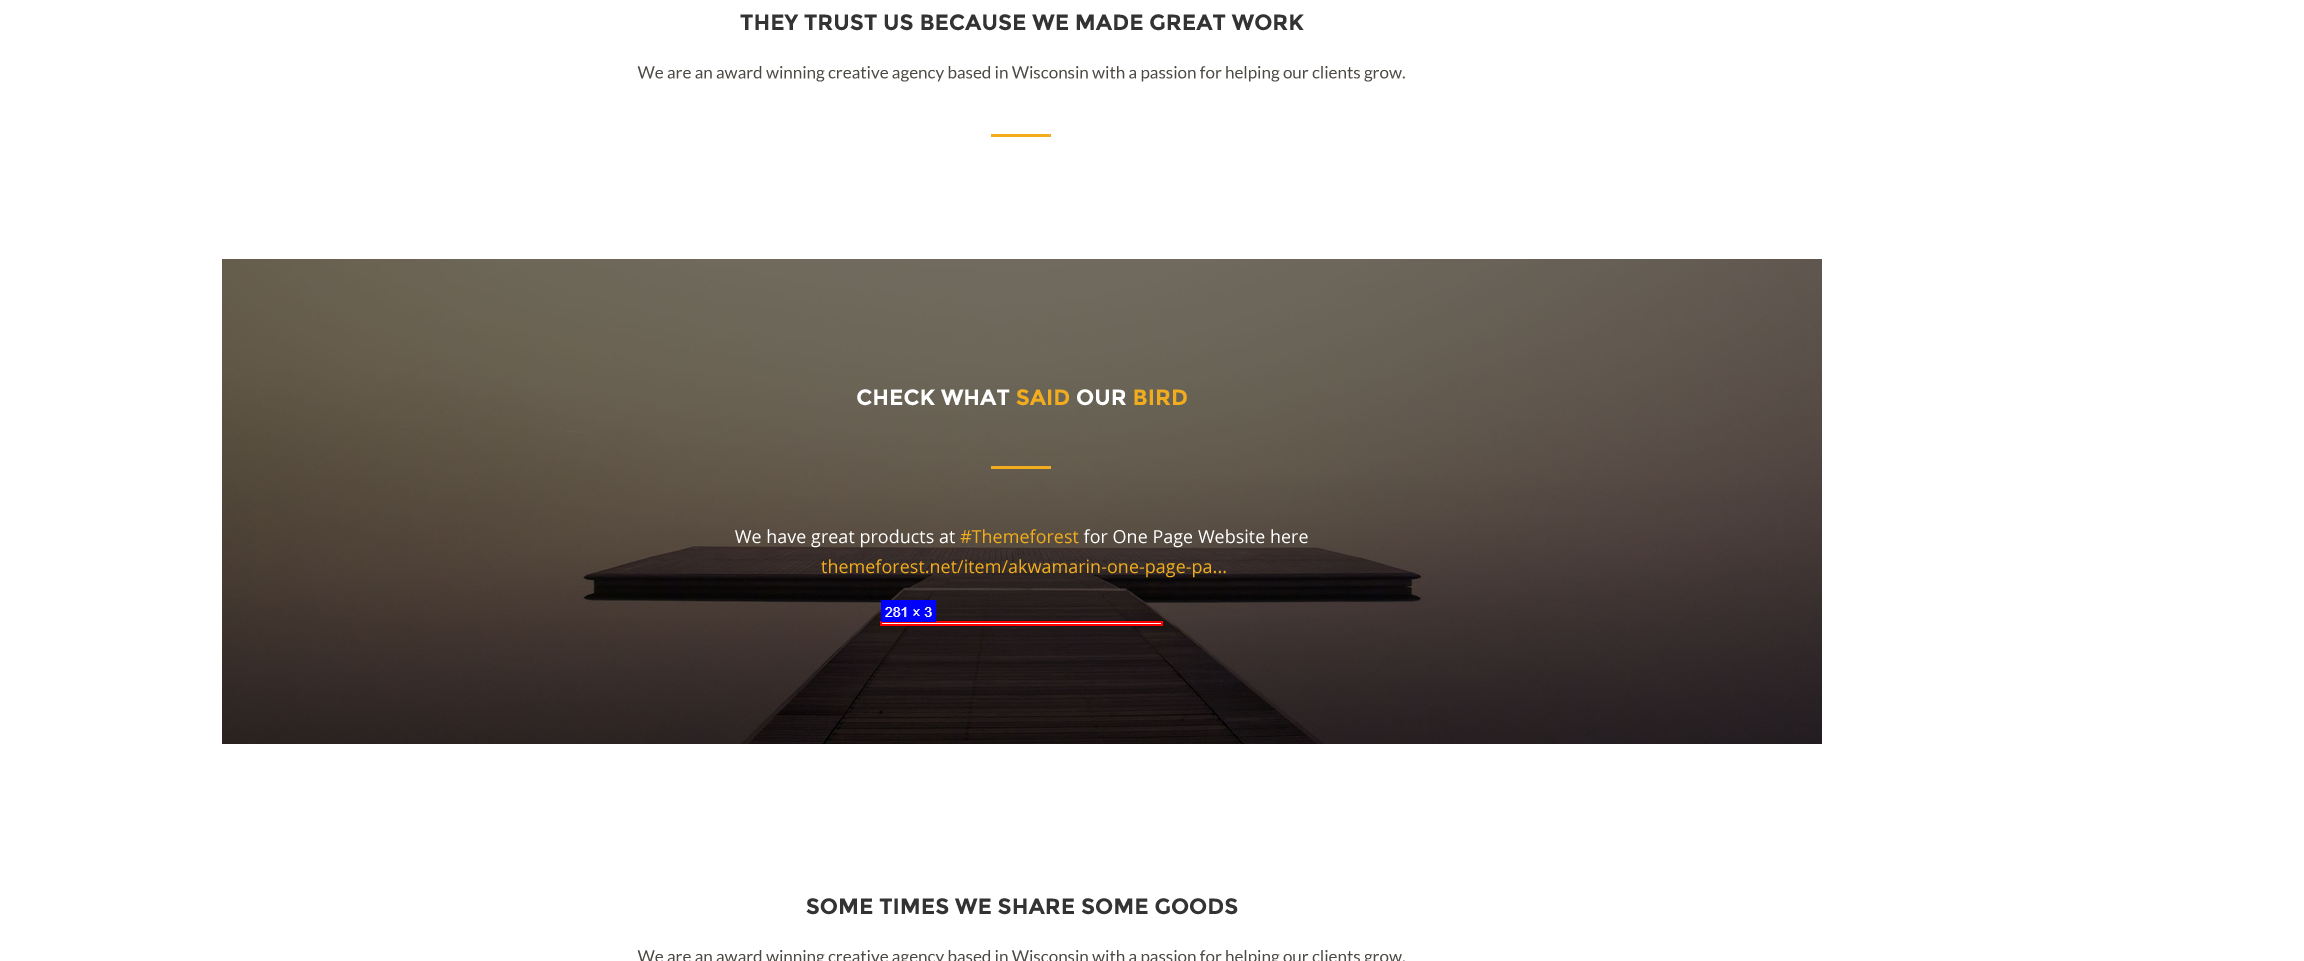 THEY TRUST US BECAUSE WE MADE GREAT WORK
We are an award winning creative agency based in Wisconsin with a passion for helping our clients grow.
CHECK WHAT SAID OUR BIRD
We have great products at #Themeforest for One Page Website here
themeforest.net/item/akwamarin-one-page-pa...
281 × 3
SOME TIMES WE SHARE SOME GOODS
We are an award winning creative agency based in Wisconsin with a passion for helping our clients grow.